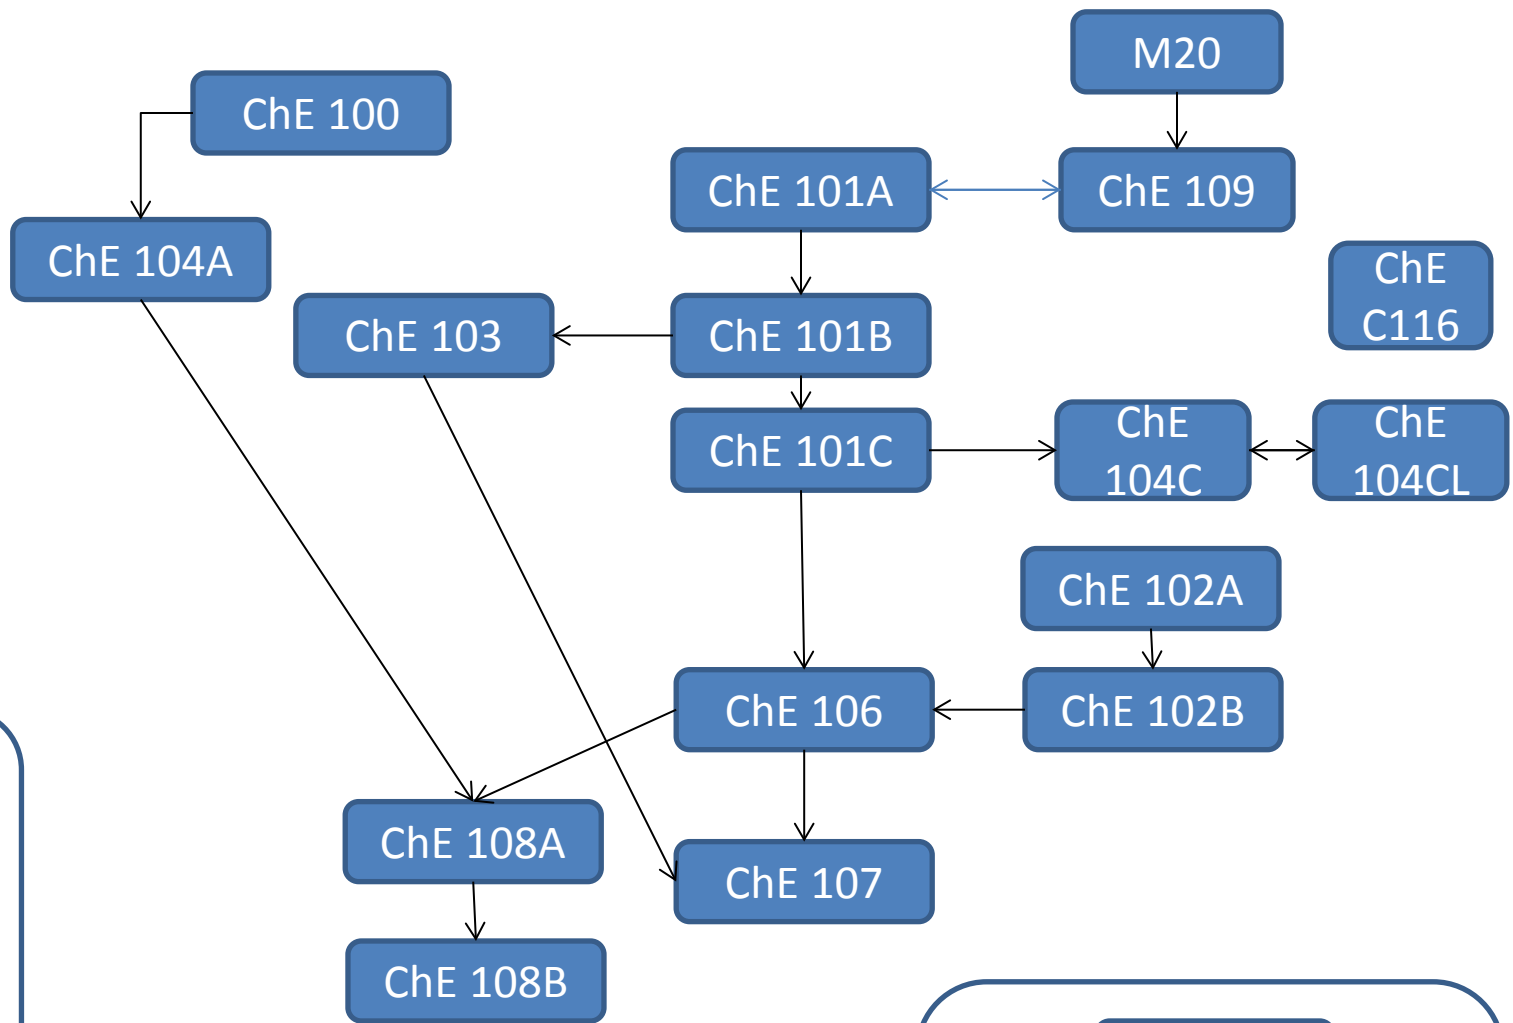 M20
ChE 100
ChE 101A
ChE 109
ChE 104A
ChE
C116
ChE 103
ChE 101B
ChE 101C
ChE
104C
ChE
104CL
ChE 102A
ChE 106
ChE 102B
ChE 108A
ChE 107
ChE 108B